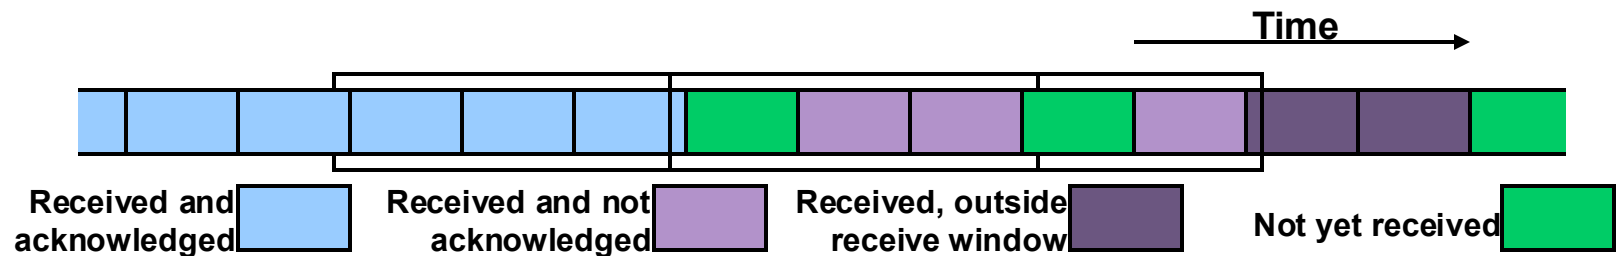 Time
Received and
acknowledged
Received and not
acknowledged
Received, outside
receive window
Not yet received